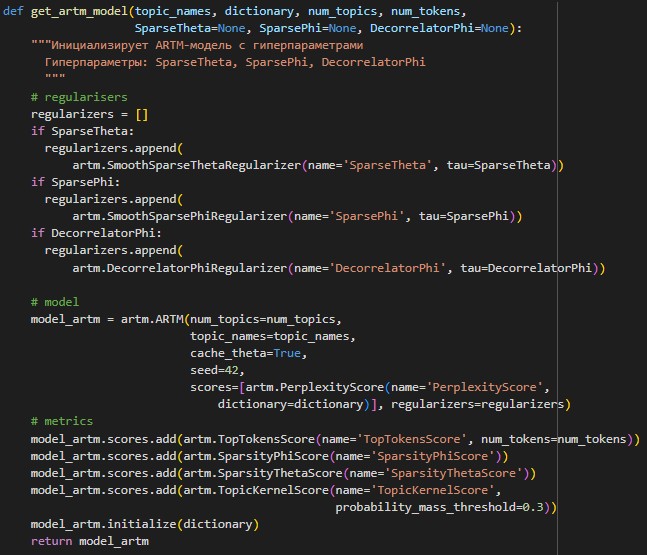 def get_artm_model(topic_names, dictionary, num_topics, num_tokens,
                   SparseTheta=None, SparsePhi=None, DecorrelatorPhi=None):
    """Инициализирует ARTM-модель с гиперпараметрами
      Гиперпараметры: SparseTheta, SparsePhi, DecorrelatorPhi
      """
    # regularisers
    regularizers = []
    if SparseTheta:
      regularizers.append(
          artm.SmoothSparseThetaRegularizer(name='SparseTheta', tau=SparseTheta))
    if SparsePhi:
      regularizers.append(
          artm.SmoothSparsePhiRegularizer(name='SparsePhi', tau=SparsePhi))
    if DecorrelatorPhi:
      regularizers.append(
          artm.DecorrelatorPhiRegularizer(name='DecorrelatorPhi', tau=DecorrelatorPhi))
    # model
    model_artm = artm.ARTM(num_topics=num_topics,
                           topic_names=topic_names,
                           cache_theta=True,
                           seed=42,
                           scores=[artm.PerplexityScore(name='PerplexityScore',
                               dictionary=dictionary)], regularizers=regularizers)
    # metrics
    model_artm.scores.add(artm.TopTokensScore(name='TopTokensScore', num_tokens=num_tokens))
    model_artm.scores.add(artm.SparsityPhiScore(name='SparsityPhiScore'))
    model_artm.scores.add(artm.SparsityThetaScore(name='SparsityThetaScore'))
    model_artm.scores.add(artm.TopicKernelScore(name='TopicKernelScore',
                                                probability_mass_threshold=0.3))
    model_artm.initialize(dictionary)
    return model_artm